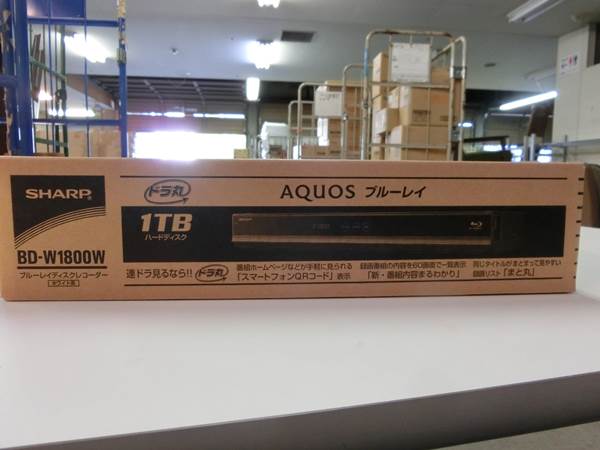 SHARP
BD-W1800W
ブルーレイディスクレコーダー
ホワイト系
ドラ丸
1TB
ハードディスク
AQUOS ブルーレイ
SHARP
連ドラ見るなら!! ドラ丸
番組ホームページなどが手軽に見られる
「スマートフォンQRコード」表示
録画番組の内容を60画面で一覧表示
「新・番組内容まるわかり」
同じタイトルがまとまって見やすい
録画リスト「まと丸」